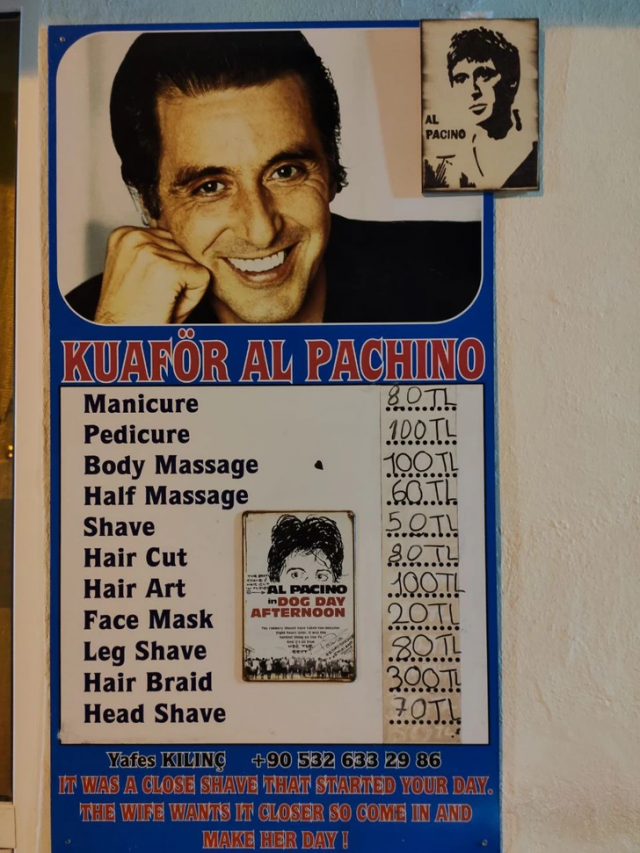 AL
PACINO
KUAFÖR AL PACHINO
Manicure 80TL
Pedicure 100TL
Body Massage 100TL
Half Massage 60TL
Shave 50TL
Hair Cut 80TL
Hair Art 100TL
Face Mask 20TL
Leg Shave 80TL
Hair Braid 300TL
Head Shave 70TL
AL PACINO
in DOG DAY
AFTERNOON
Yafes KILINÇ +90 532 633 29 86
IT WAS A CLOSE SHAVE THAT STARTED YOUR DAY.
THE WIFE WANTS IT CLOSER SO COME IN AND
MAKE HER DAY !